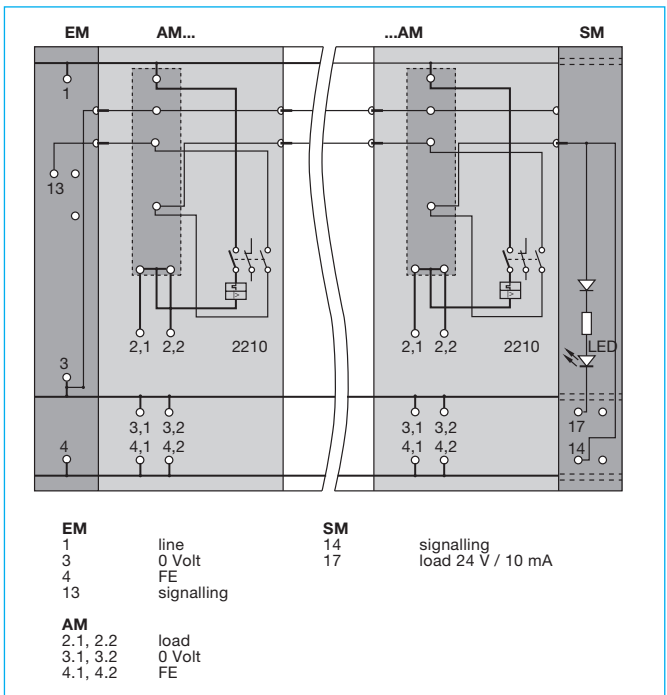 EM AM... ...AM SM
1
13
2,1 2,2 2210 2,1 2,2 2210
LED
3
3,1 3,2 3,1 3,2 17
4 4,1 4,2 4,1 4,2 14
EM
1 line
3 0 Volt
4 FE
13 signalling
AM
2.1, 2.2 load
3.1, 3.2 0 Volt
4.1, 4.2 FE
SM
14 signalling
17 load 24 V / 10 mA